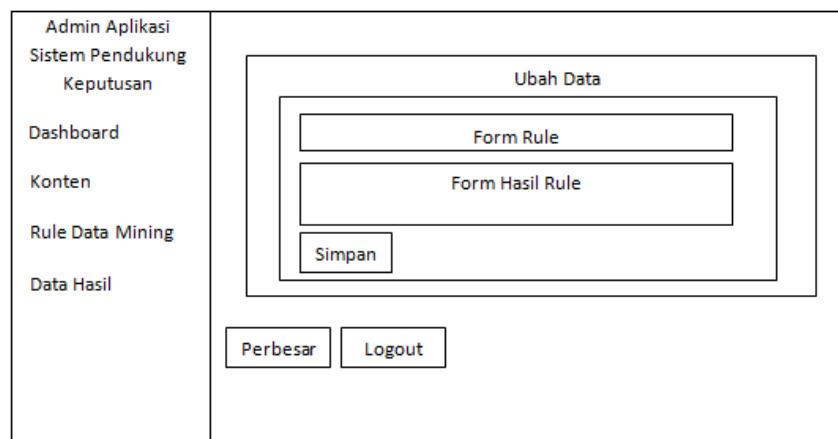 Admin Aplikasi
Sistem Pendukung
Keputusan
Dashboard
Konten
Rule Data Mining
Data Hasil
Ubah Data
Form Rule
Form Hasil Rule
Simpan
Perbesar
Logout